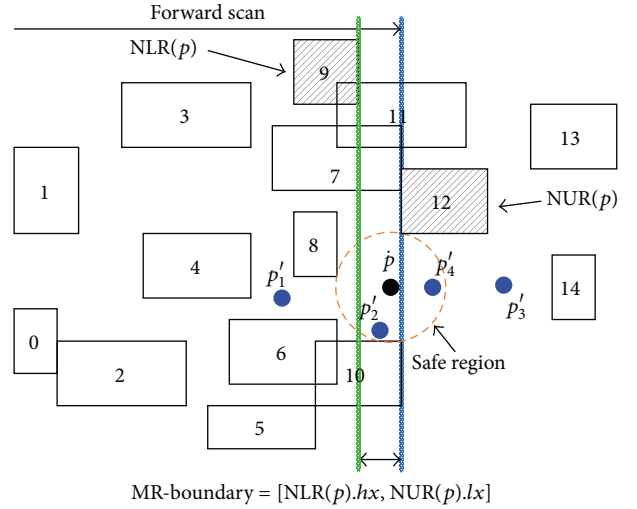 Forward scan
NLR(p)
9
3
11
13
1
7
12
NUR(p)
8
4
ṗ
p′₁
p′₄
14
p′₂
p′₃
0
6
Safe region
2
10
5
MR-boundary = [NLR(p).hx, NUR(p).lx]